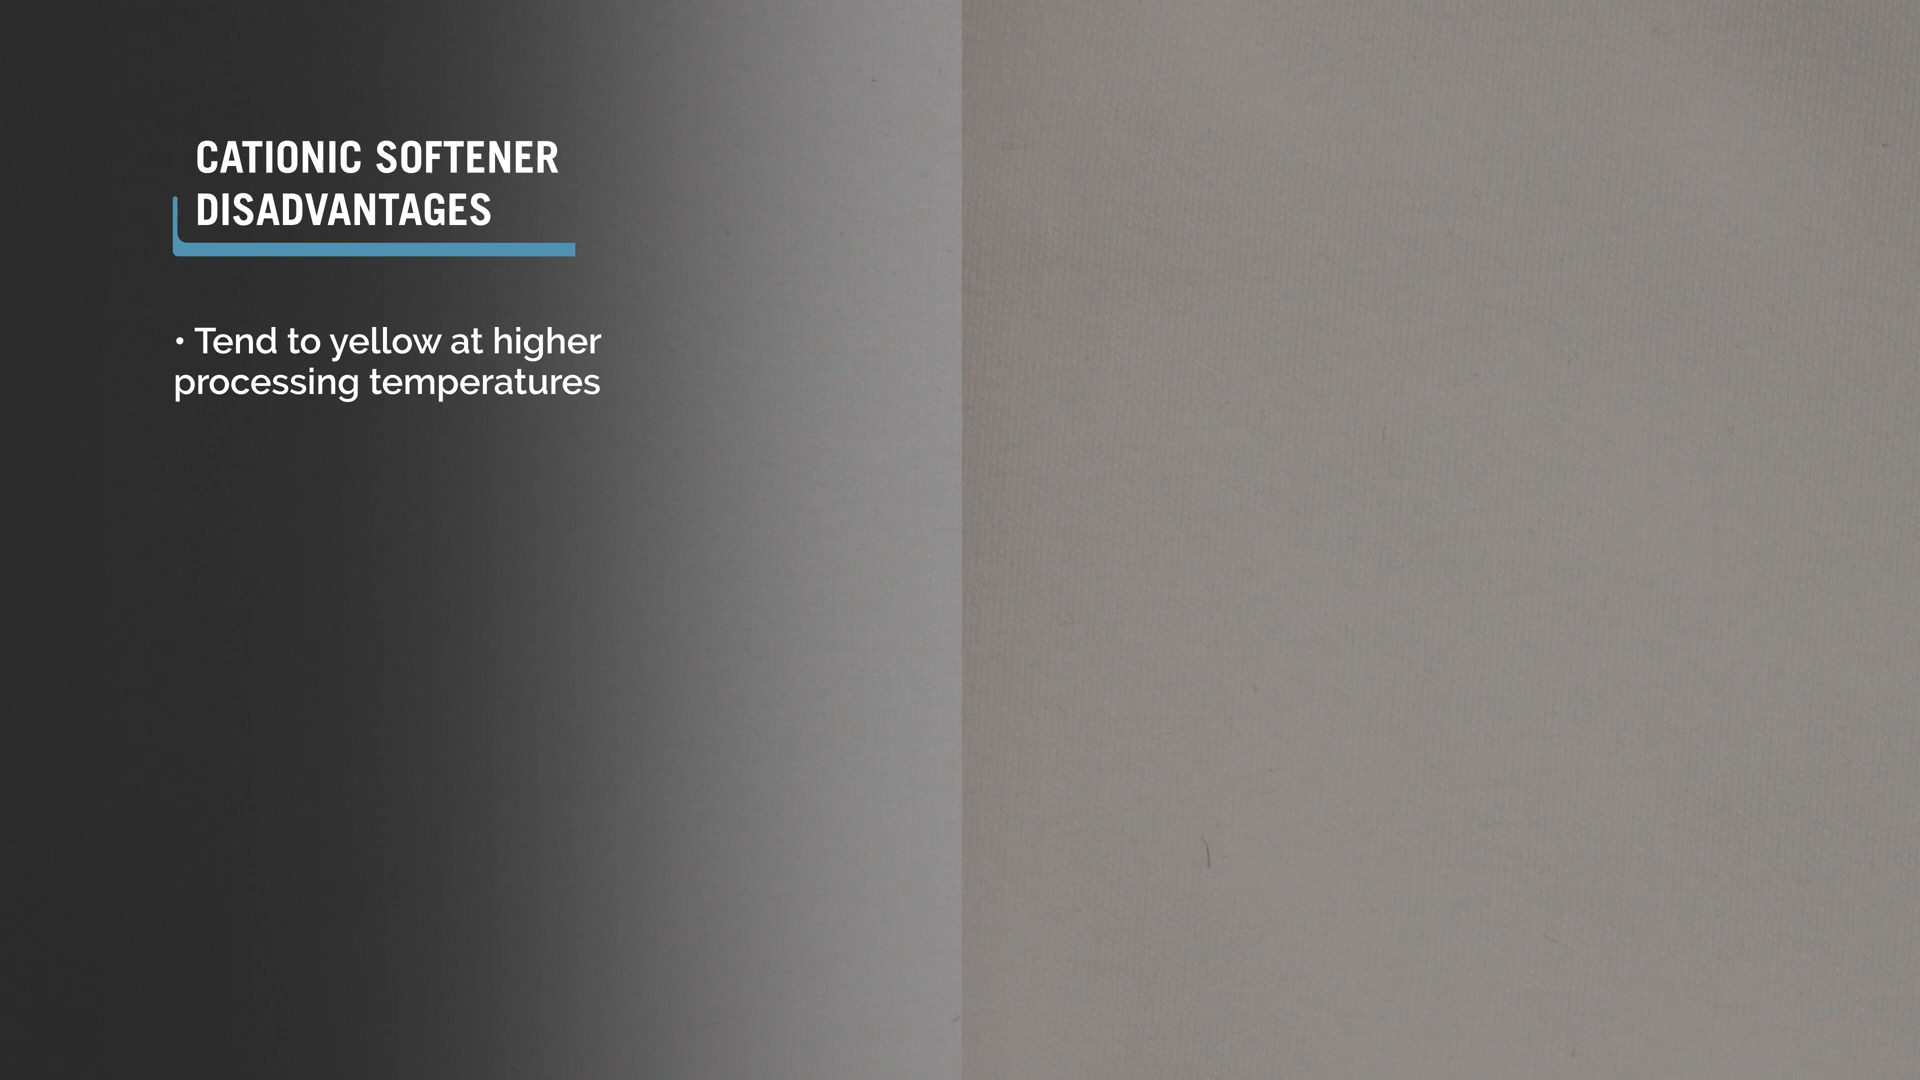 CATIONIC SOFTENER
DISADVANTAGES
• Tend to yellow at higher
processing temperatures